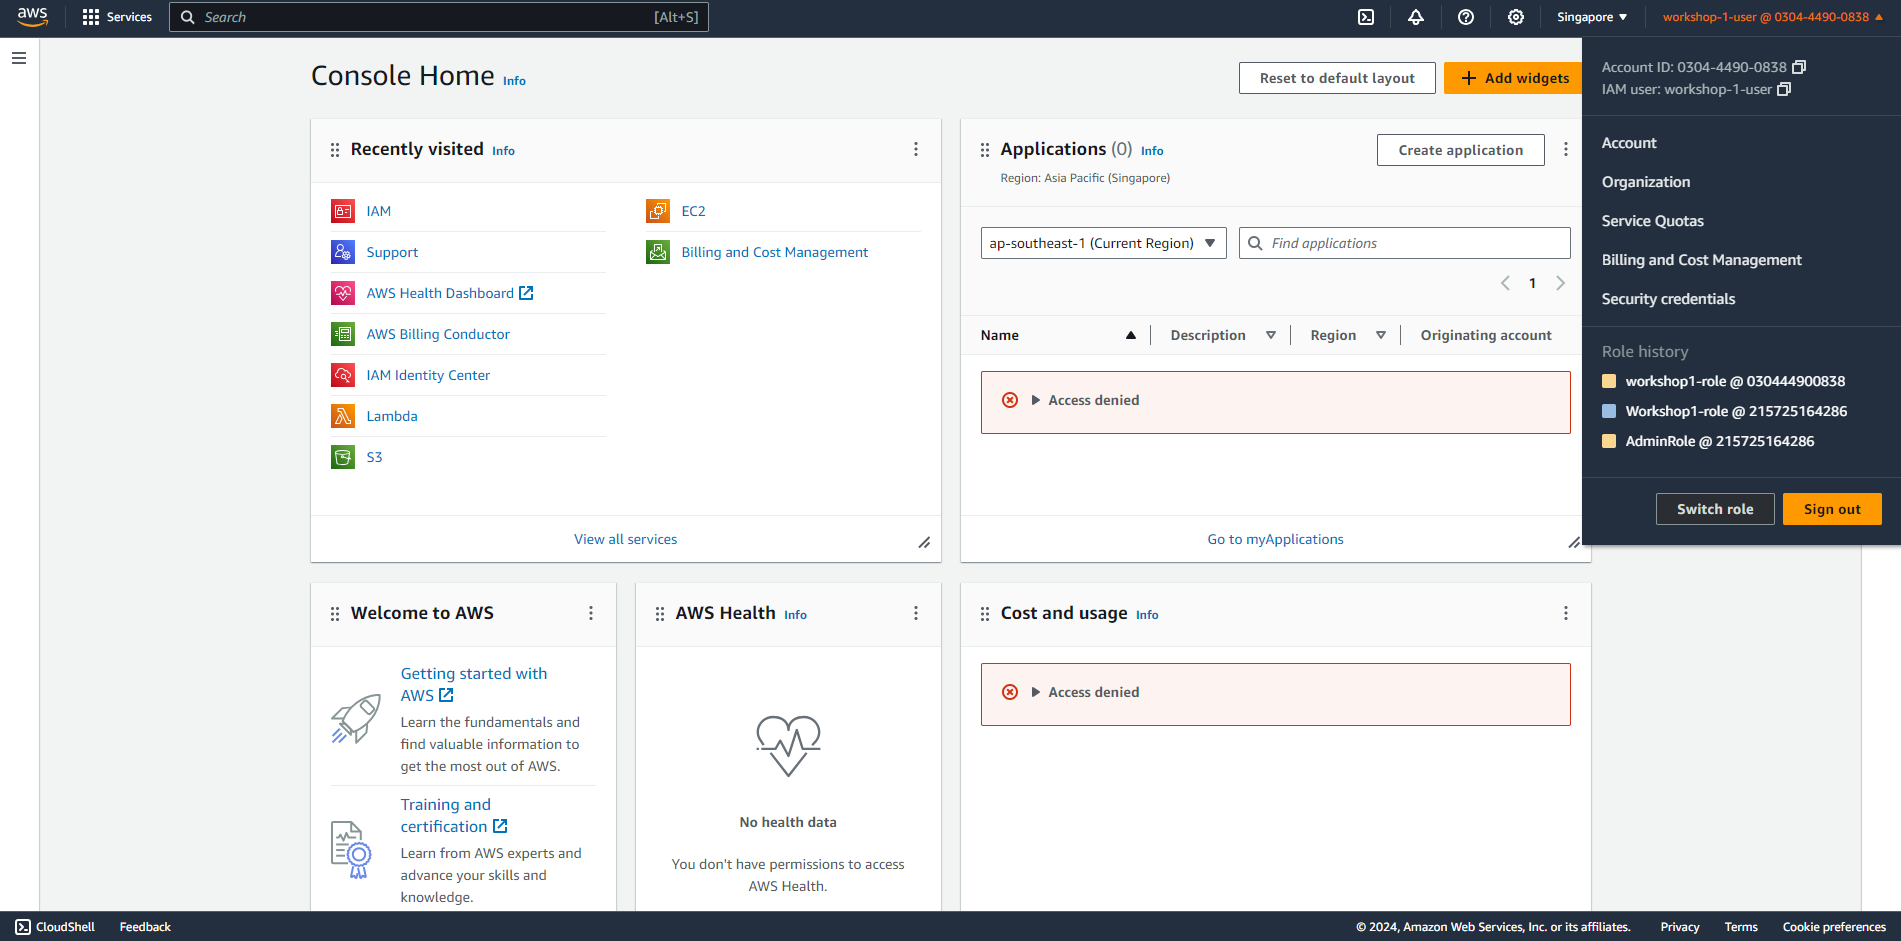 aws
Services
Search
[Alt+S]
Singapore
workshop-1-user @ 0304-4490-0838
Account ID: 0304-4490-0838
IAM user: workshop-1-user
Account
Organization
Service Quotas
Billing and Cost Management
Security credentials
Role history
workshop1-role @ 030444900838
Workshop1-role @ 215725164286
AdminRole @ 215725164286
Switch role
Sign out
Console Home Info
Reset to default layout
Add widgets
Recently visited Info
IAM
Support
AWS Health Dashboard
AWS Billing Conductor
IAM Identity Center
Lambda
S3
EC2
Billing and Cost Management
View all services
Applications (0) Info
Region: Asia Pacific (Singapore)
Create application
ap-southeast-1 (Current Region)
Find applications
1
Name
Description
Region
Originating account
Access denied
Go to myApplications
Welcome to AWS
Getting started with
AWS
Learn the fundamentals and
find valuable information to
get the most out of AWS.
Training and
certification
Learn from AWS experts and
advance your skills and
knowledge.
AWS Health Info
No health data
You don't have permissions to access
AWS Health.
Cost and usage Info
Access denied
CloudShell
Feedback
© 2024, Amazon Web Services, Inc. or its affiliates.
Privacy
Terms
Cookie preferences